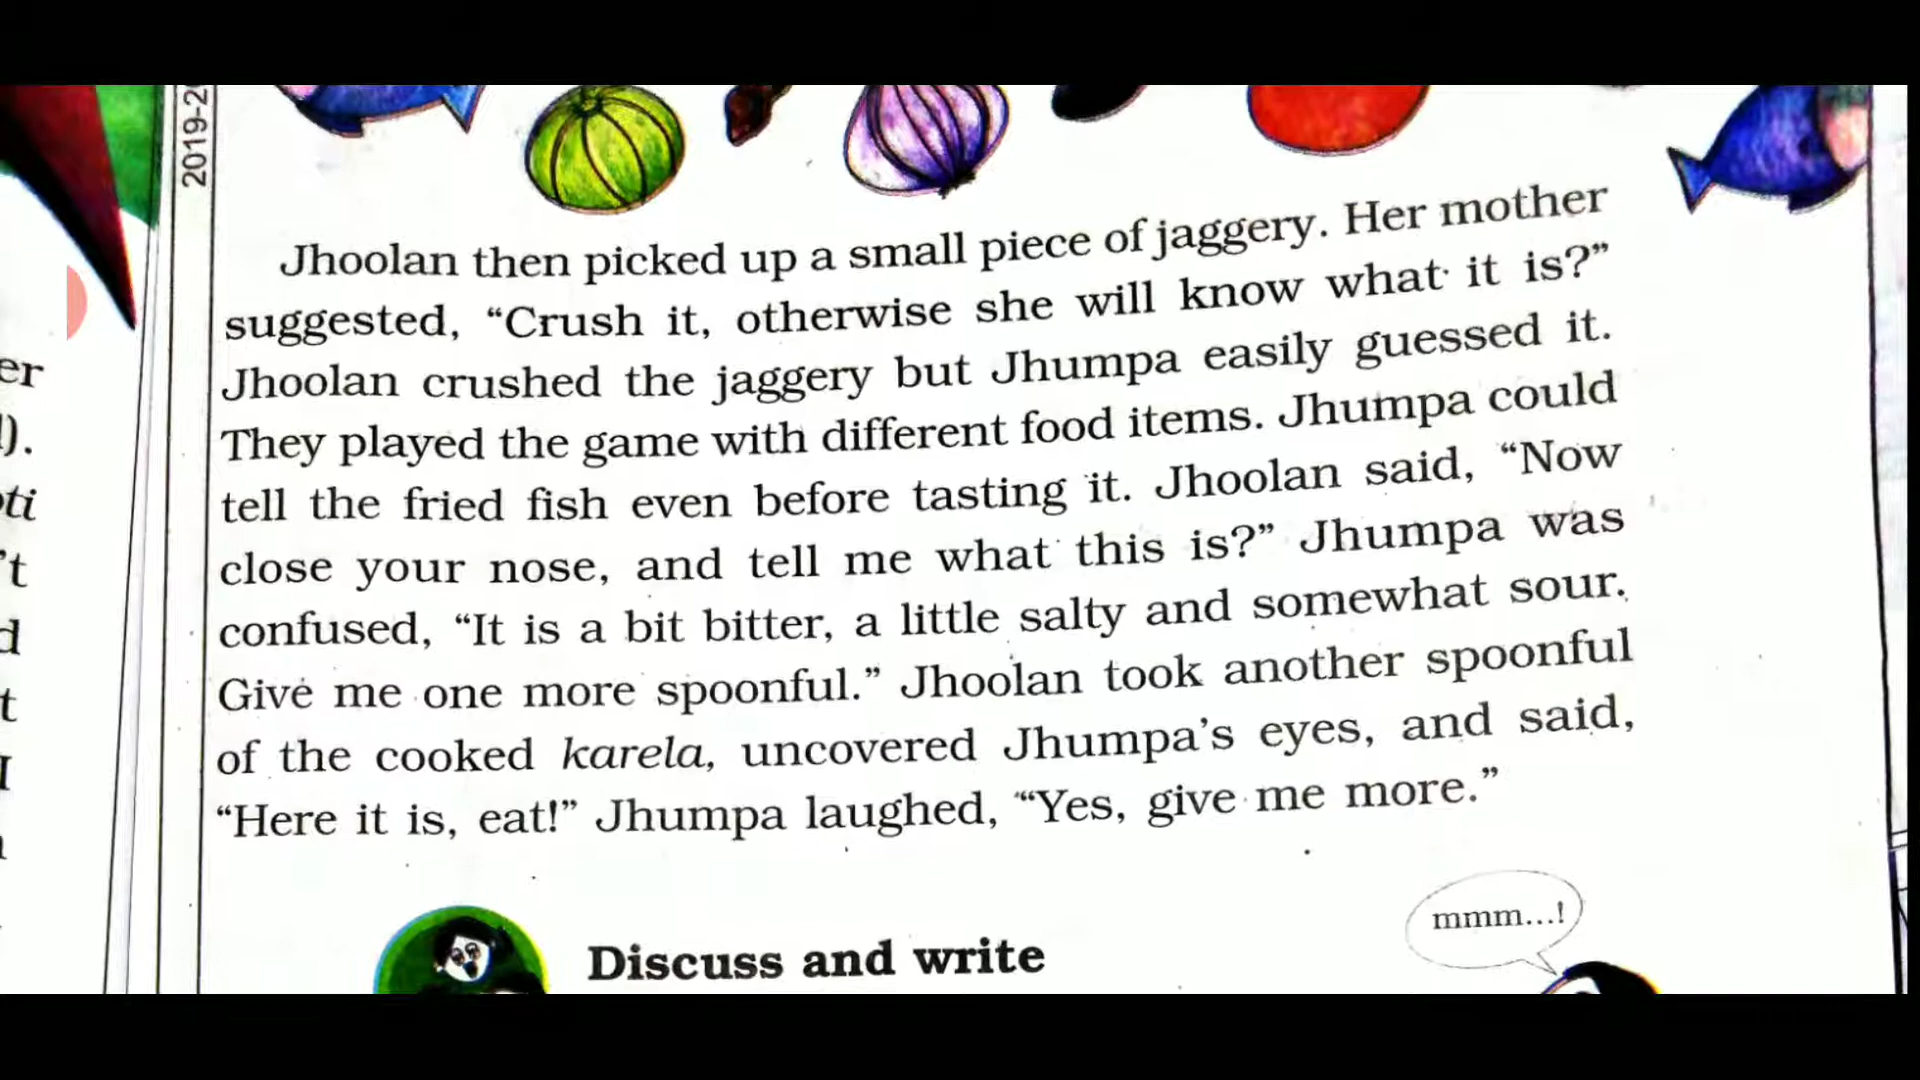 2019-2
Jhoolan then picked up a small piece of jaggery. Her mother
suggested, “Crush it, otherwise she will know what it is?”
Jhoolan crushed the jaggery but Jhumpa easily guessed it.
They played the game with different food items. Jhumpa could
tell the fried fish even before tasting it. Jhoolan said, “Now
close your nose, and tell me what this is?” Jhumpa was
confused, “It is a bit bitter, a little salty and somewhat sour.
Give me one more spoonful.” Jhoolan took another spoonful
of the cooked karela, uncovered Jhumpa’s eyes, and said,
“Here it is, eat!” Jhumpa laughed, “Yes, give me more.”
mmm...!
Discuss and write